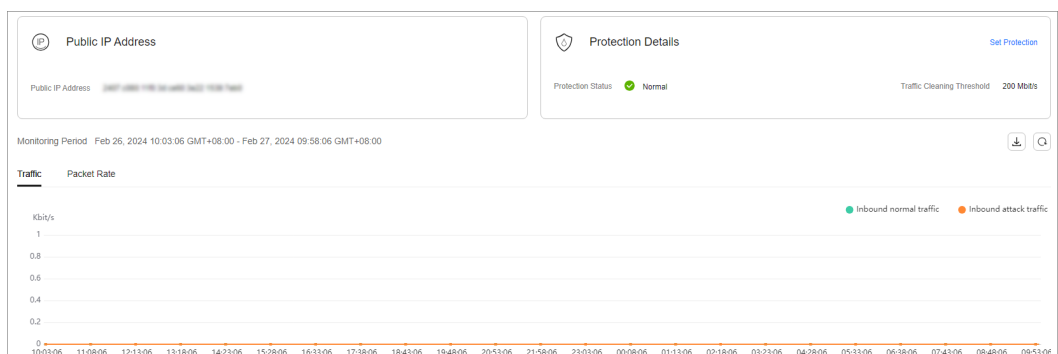 IP Public IP Address
Public IP Address
Protection Details
Set Protection
Protection Status Normal
Traffic Cleaning Threshold 200 Mbit/s
Monitoring Period Feb 26, 2024 10:03:06 GMT+08:00 - Feb 27, 2024 09:58:06 GMT+08:00
Traffic Packet Rate
Inbound normal traffic Inbound attack traffic
Kbit/s
1
0.8
0.6
0.4
0.2
0
10:03:06 11:08:06 12:13:06 13:18:06 14:23:06 15:28:06 16:33:06 17:38:06 18:43:06 19:48:06 20:53:06 21:58:06 23:03:06 00:08:06 01:13:06 02:18:06 03:23:06 04:28:06 05:33:06 06:38:06 07:43:06 08:48:06 09:53:06